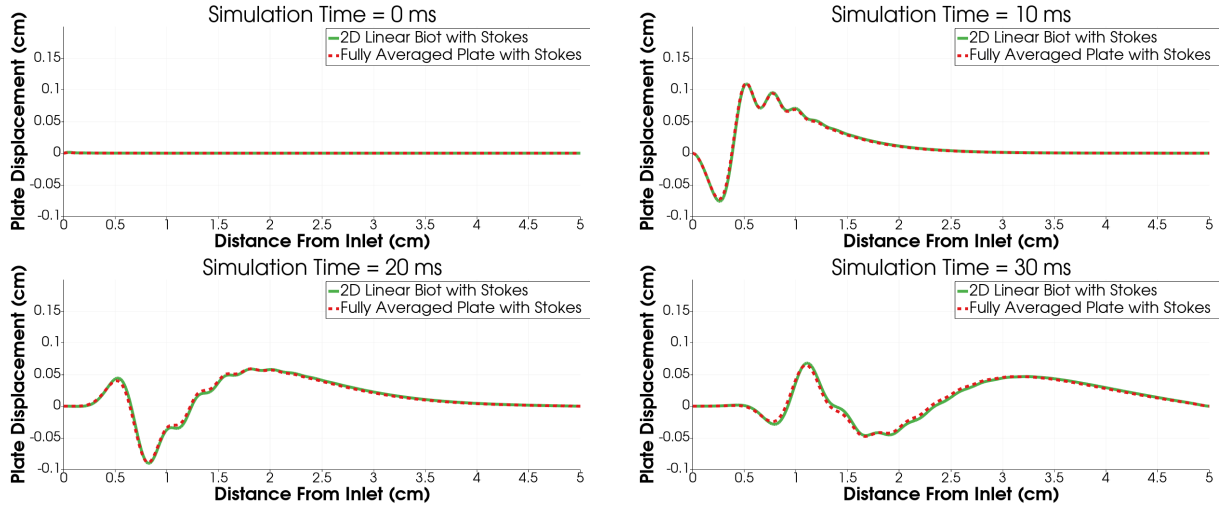 Simulation Time = 0 ms
2D Linear Biot with Stokes
Fully Averaged Plate with Stokes
Plate Displacement (cm)
0.15
0.1
0.05
0
-0.05
-0.1
0 0.5 1 1.5 2 2.5 3 3.5 4 4.5 5
Distance From Inlet (cm)
Simulation Time = 10 ms
2D Linear Biot with Stokes
Fully Averaged Plate with Stokes
Plate Displacement (cm)
0.15
0.1
0.05
0
-0.05
-0.1
0 0.5 1 1.5 2 2.5 3 3.5 4 4.5 5
Distance From Inlet (cm)
Simulation Time = 20 ms
2D Linear Biot with Stokes
Fully Averaged Plate with Stokes
Plate Displacement (cm)
0.15
0.1
0.05
0
-0.05
-0.1
0 0.5 1 1.5 2 2.5 3 3.5 4 4.5 5
Distance From Inlet (cm)
Simulation Time = 30 ms
2D Linear Biot with Stokes
Fully Averaged Plate with Stokes
Plate Displacement (cm)
0.15
0.1
0.05
0
-0.05
-0.1
0 0.5 1 1.5 2 2.5 3 3.5 4 4.5 5
Distance From Inlet (cm)